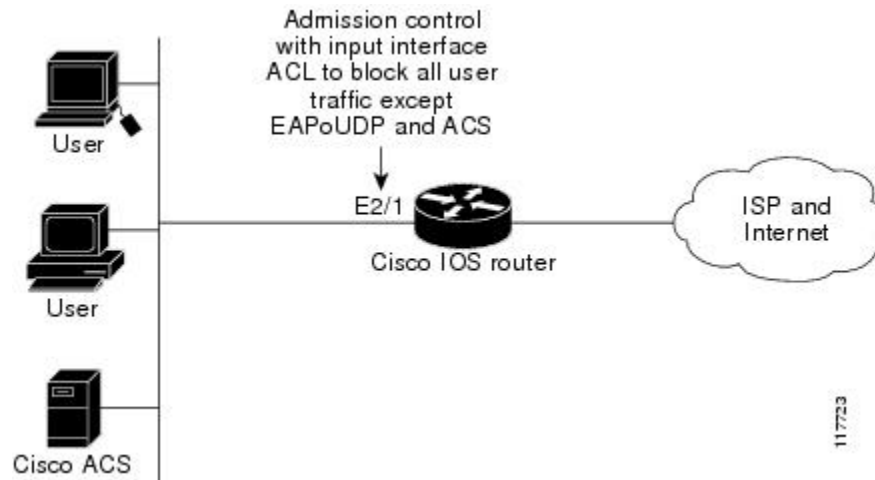 Admission control
with input interface
ACL to block all user
traffic except
EAPoUDP and ACS
User
E2/1
Cisco IOS router
ISP and
Internet
User
Cisco ACS
117723